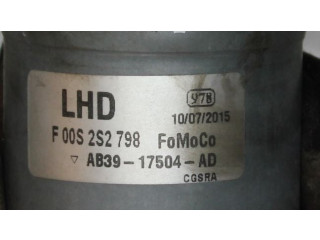 LHD 978
10/07/2015
F 00S 2S2 798 FoMoCo
▽ AB39-17504-AD
CGSRA